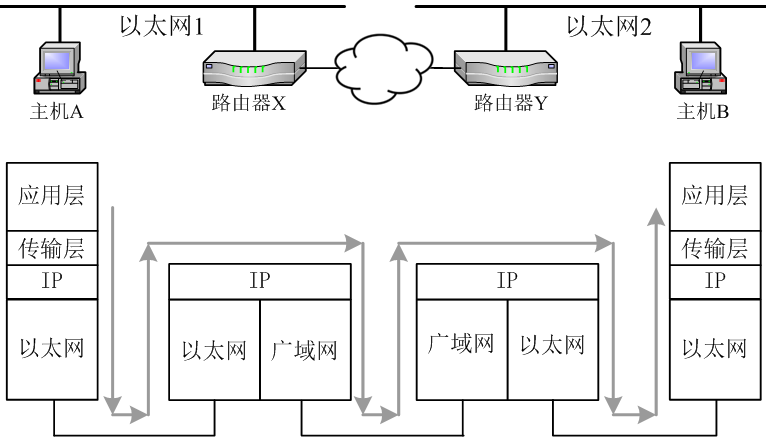 以太网1
以太网2
主机A
路由器X
路由器Y
主机B
应用层
传输层
IP
以太网
IP
以太网
广域网
IP
广域网
以太网
应用层
传输层
IP
以太网